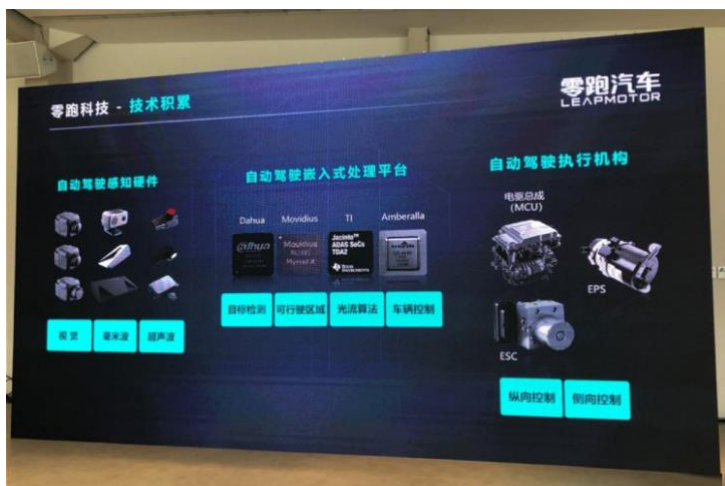 零跑科技 - 技术积累
零跑汽车
LEAPMOTOR
自动驾驶感知硬件
视觉
毫米波
超声波
自动驾驶嵌入式处理平台
Dahua
Movidius
TI
Amberalla
alhua
Movidius
Myriad X
Jacinto™
ADAS SoCs
TDA2
TEXAS
INSTRUMENTS
目标检测
可行驶区域
光流算法
车辆控制
自动驾驶执行机构
电驱总成
(MCU)
EPS
ESC
纵向控制
侧向控制